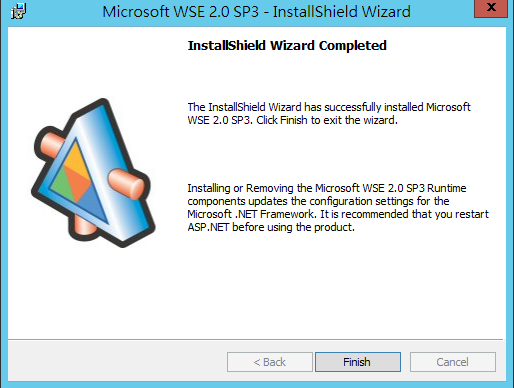 Microsoft WSE 2.0 SP3 - InstallShield Wizard
x
InstallShield Wizard Completed
The InstallShield Wizard has successfully installed Microsoft
WSE 2.0 SP3. Click Finish to exit the wizard.
Installing or Removing the Microsoft WSE 2.0 SP3 Runtime
components updates the configuration settings for the
Microsoft .NET Framework. It is recommended that you restart
ASP.NET before using the product.
< Back
Finish
Cancel